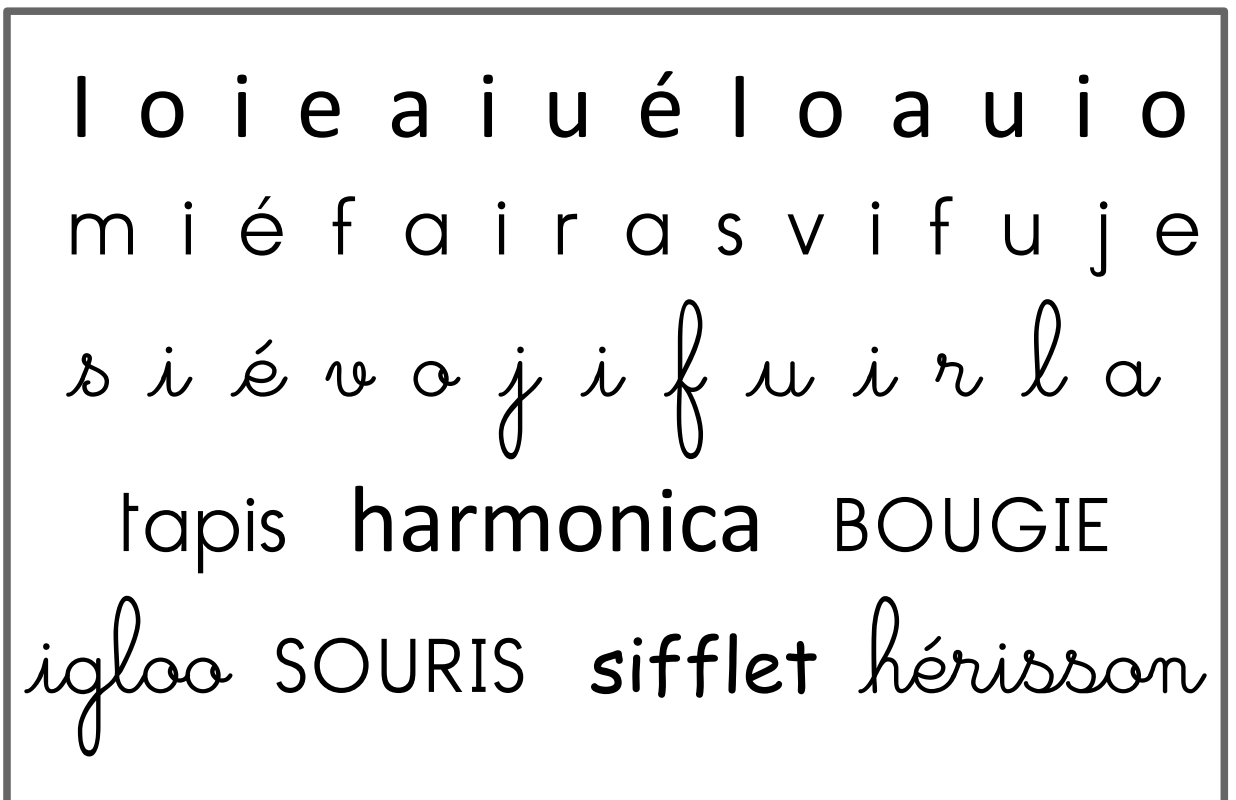 l o i e a i u é l o a u i o
m i é f a i r a s v i f u j e
s i é v o j i f u i r l a
tapis harmonica BOUGIE
igloo SOURIS sifflet hérisson